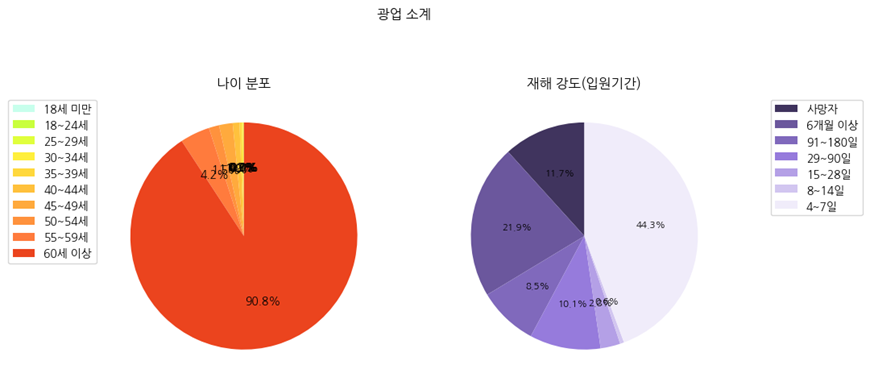 광업 소계
나이 분포
18세 미만
18~24세
25~29세
30~34세
35~39세
40~44세
45~49세
50~54세
55~59세
60세 이상
4.2%
90.8%
재해 강도(입원기간)
11.7%
21.9%
8.5%
10.1%
0.6%
44.3%
사망자
6개월 이상
91~180일
29~90일
15~28일
8~14일
4~7일